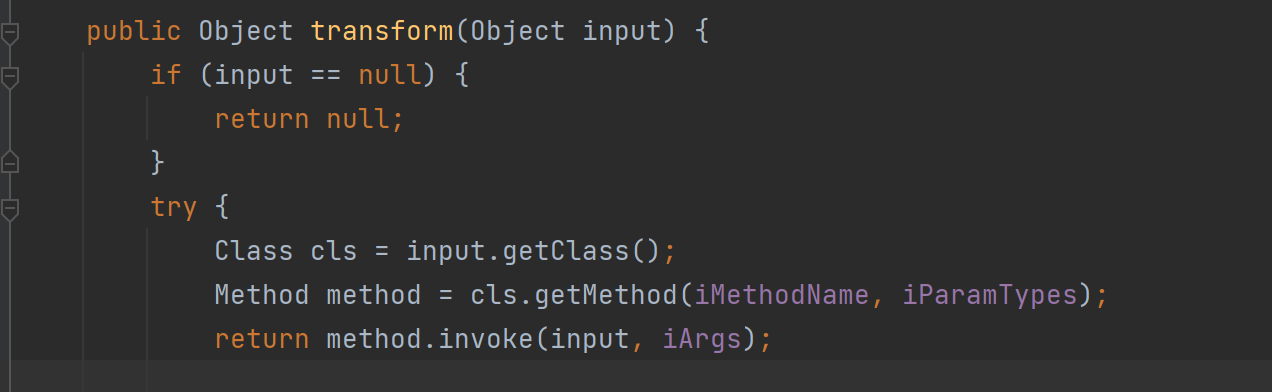 public Object transform(Object input) {
if (input == null) {
return null;
}
try {
Class cls = input.getClass();
Method method = cls.getMethod(iMethodName, iParamTypes);
return method.invoke(input, iArgs);